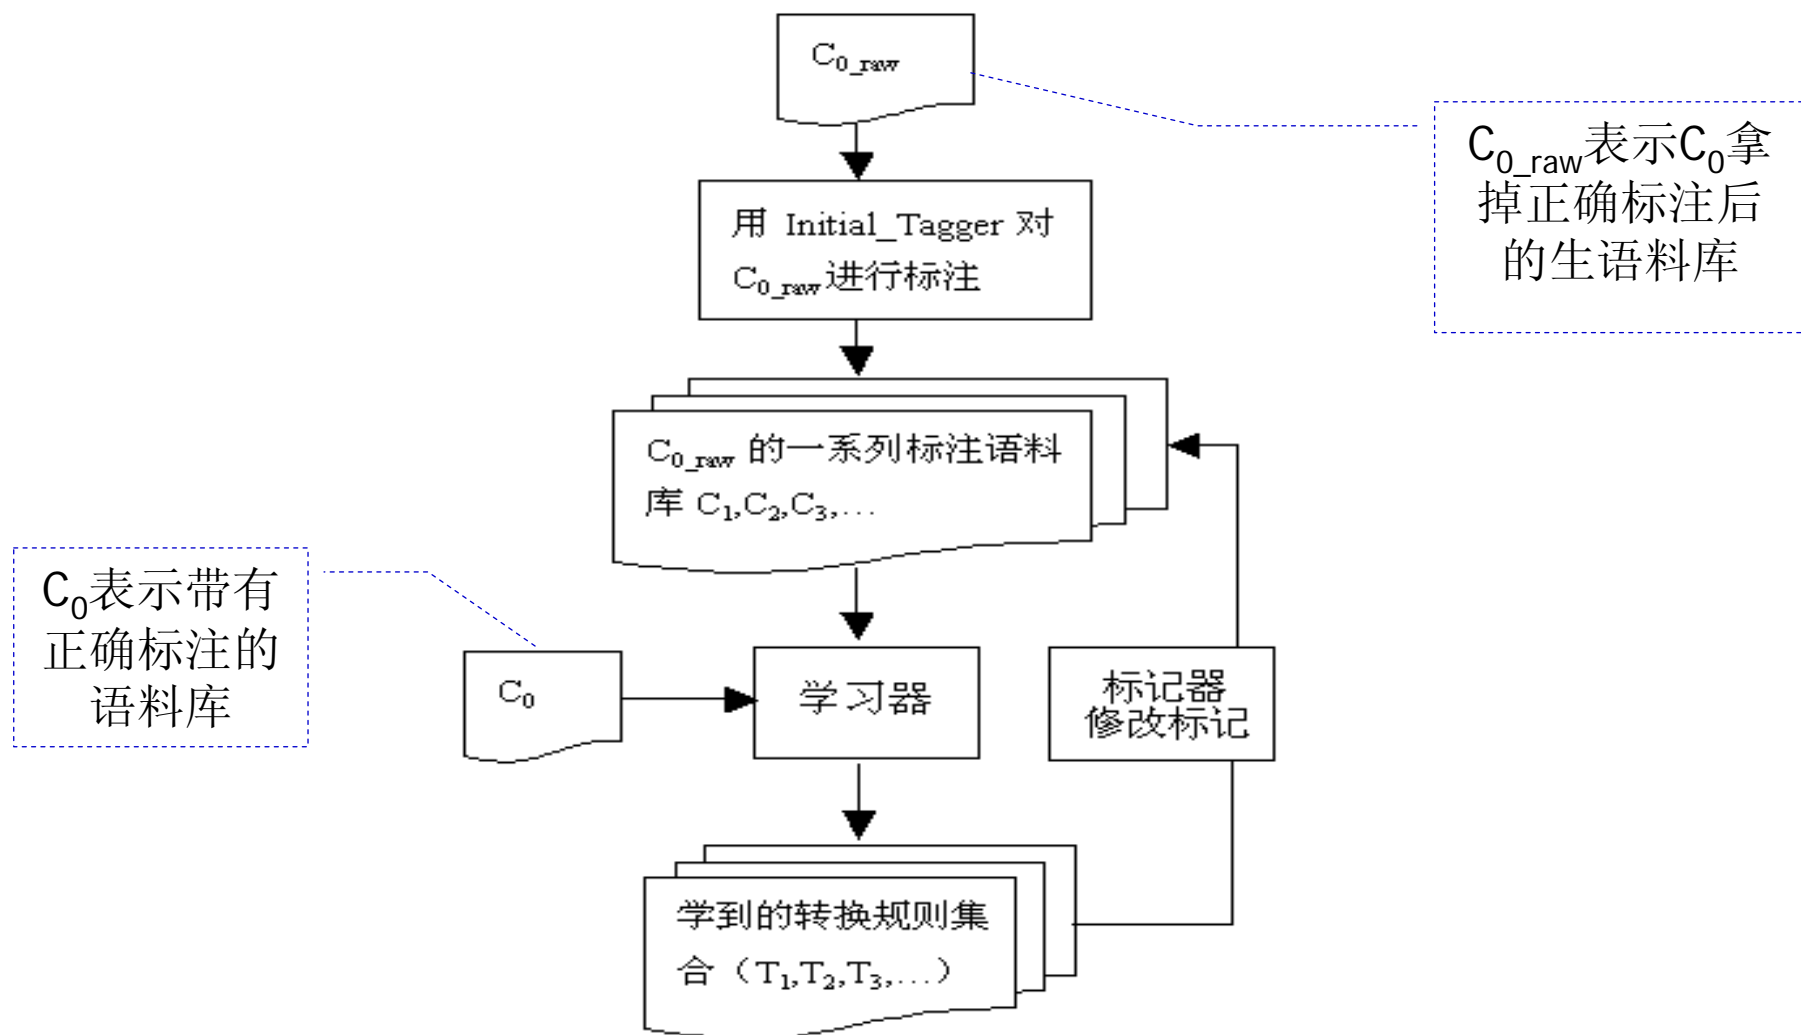 C0_raw
C0_raw表示C0拿
掉正确标注后
的生语料库
用 Initial_Tagger 对
C0_raw进行标注
C0_raw 的一系列标注语料
库 C1,C2,C3,…
C0表示带有
正确标注的
语料库
C0
学习器
标记器
修改标记
学到的转换规则集
合（T1,T2,T3,…）